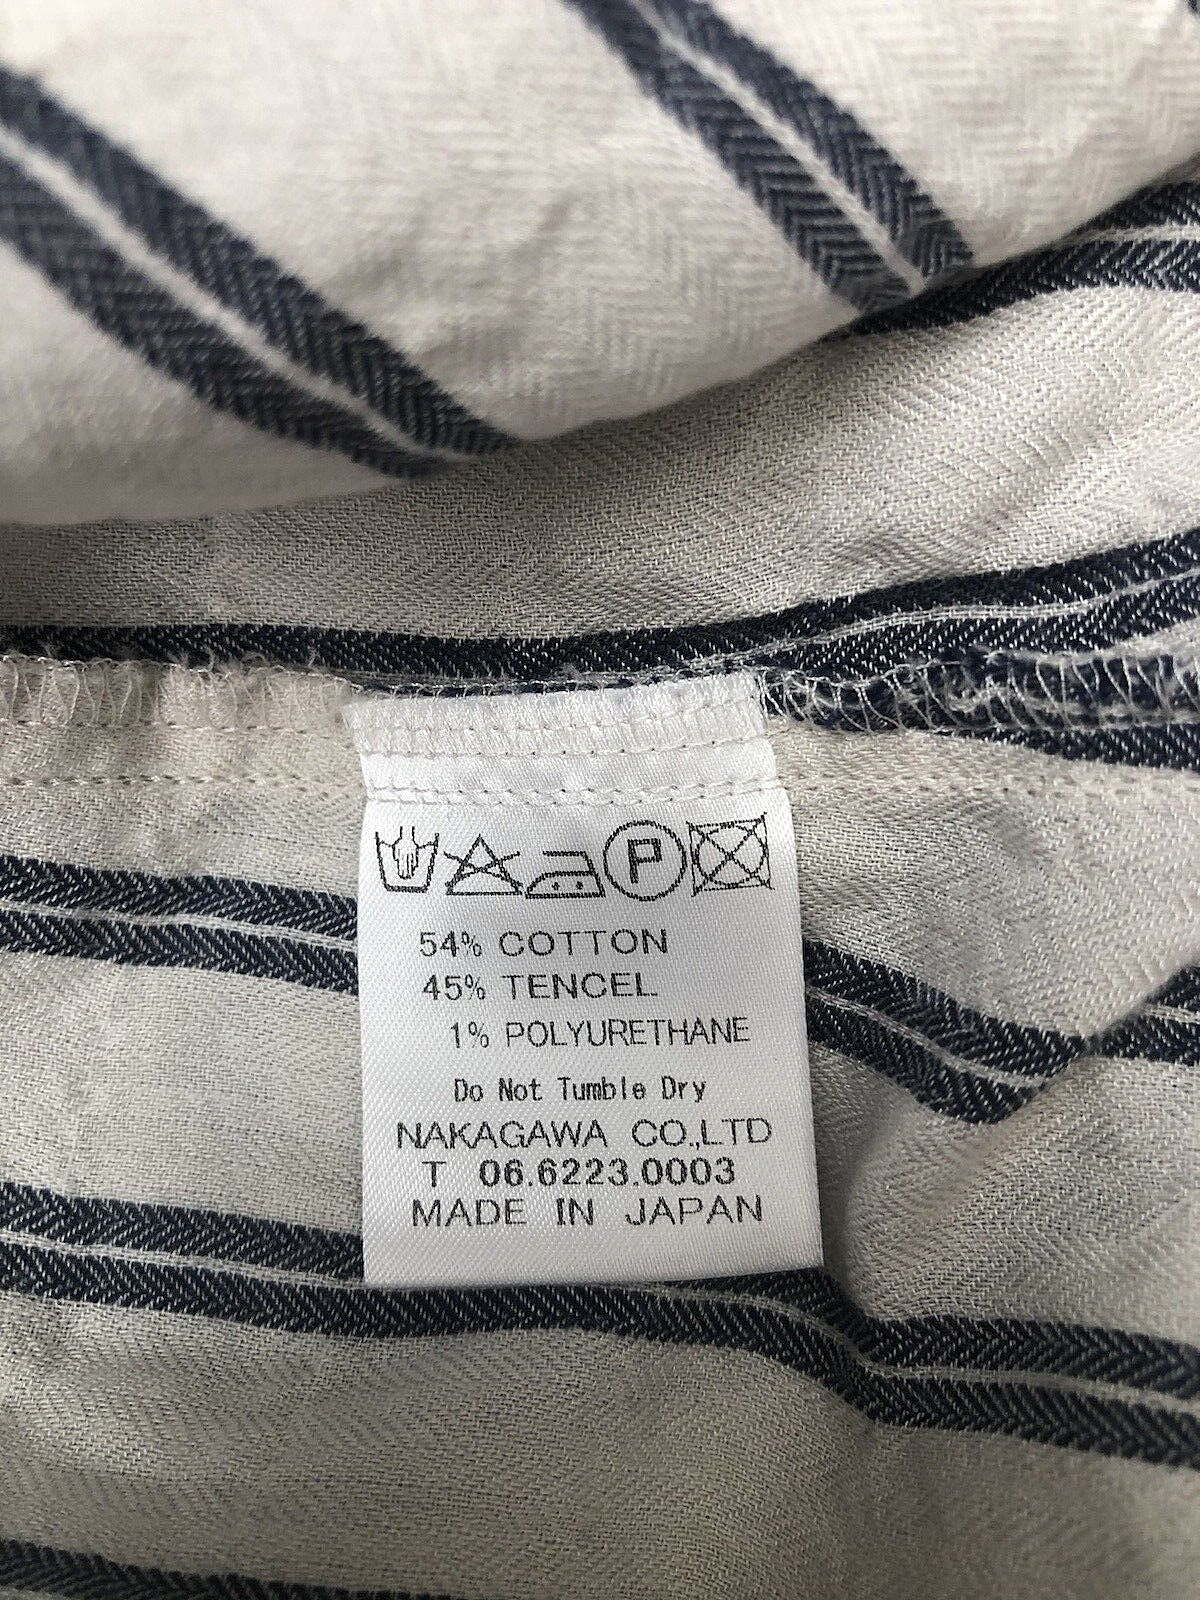 P
54% COTTON
45% TENCEL
1% POLYURETHANE
Do Not Tumble Dry
NAKAGAWA CO.,LTD
T 06.6223.0003
MADE IN JAPAN